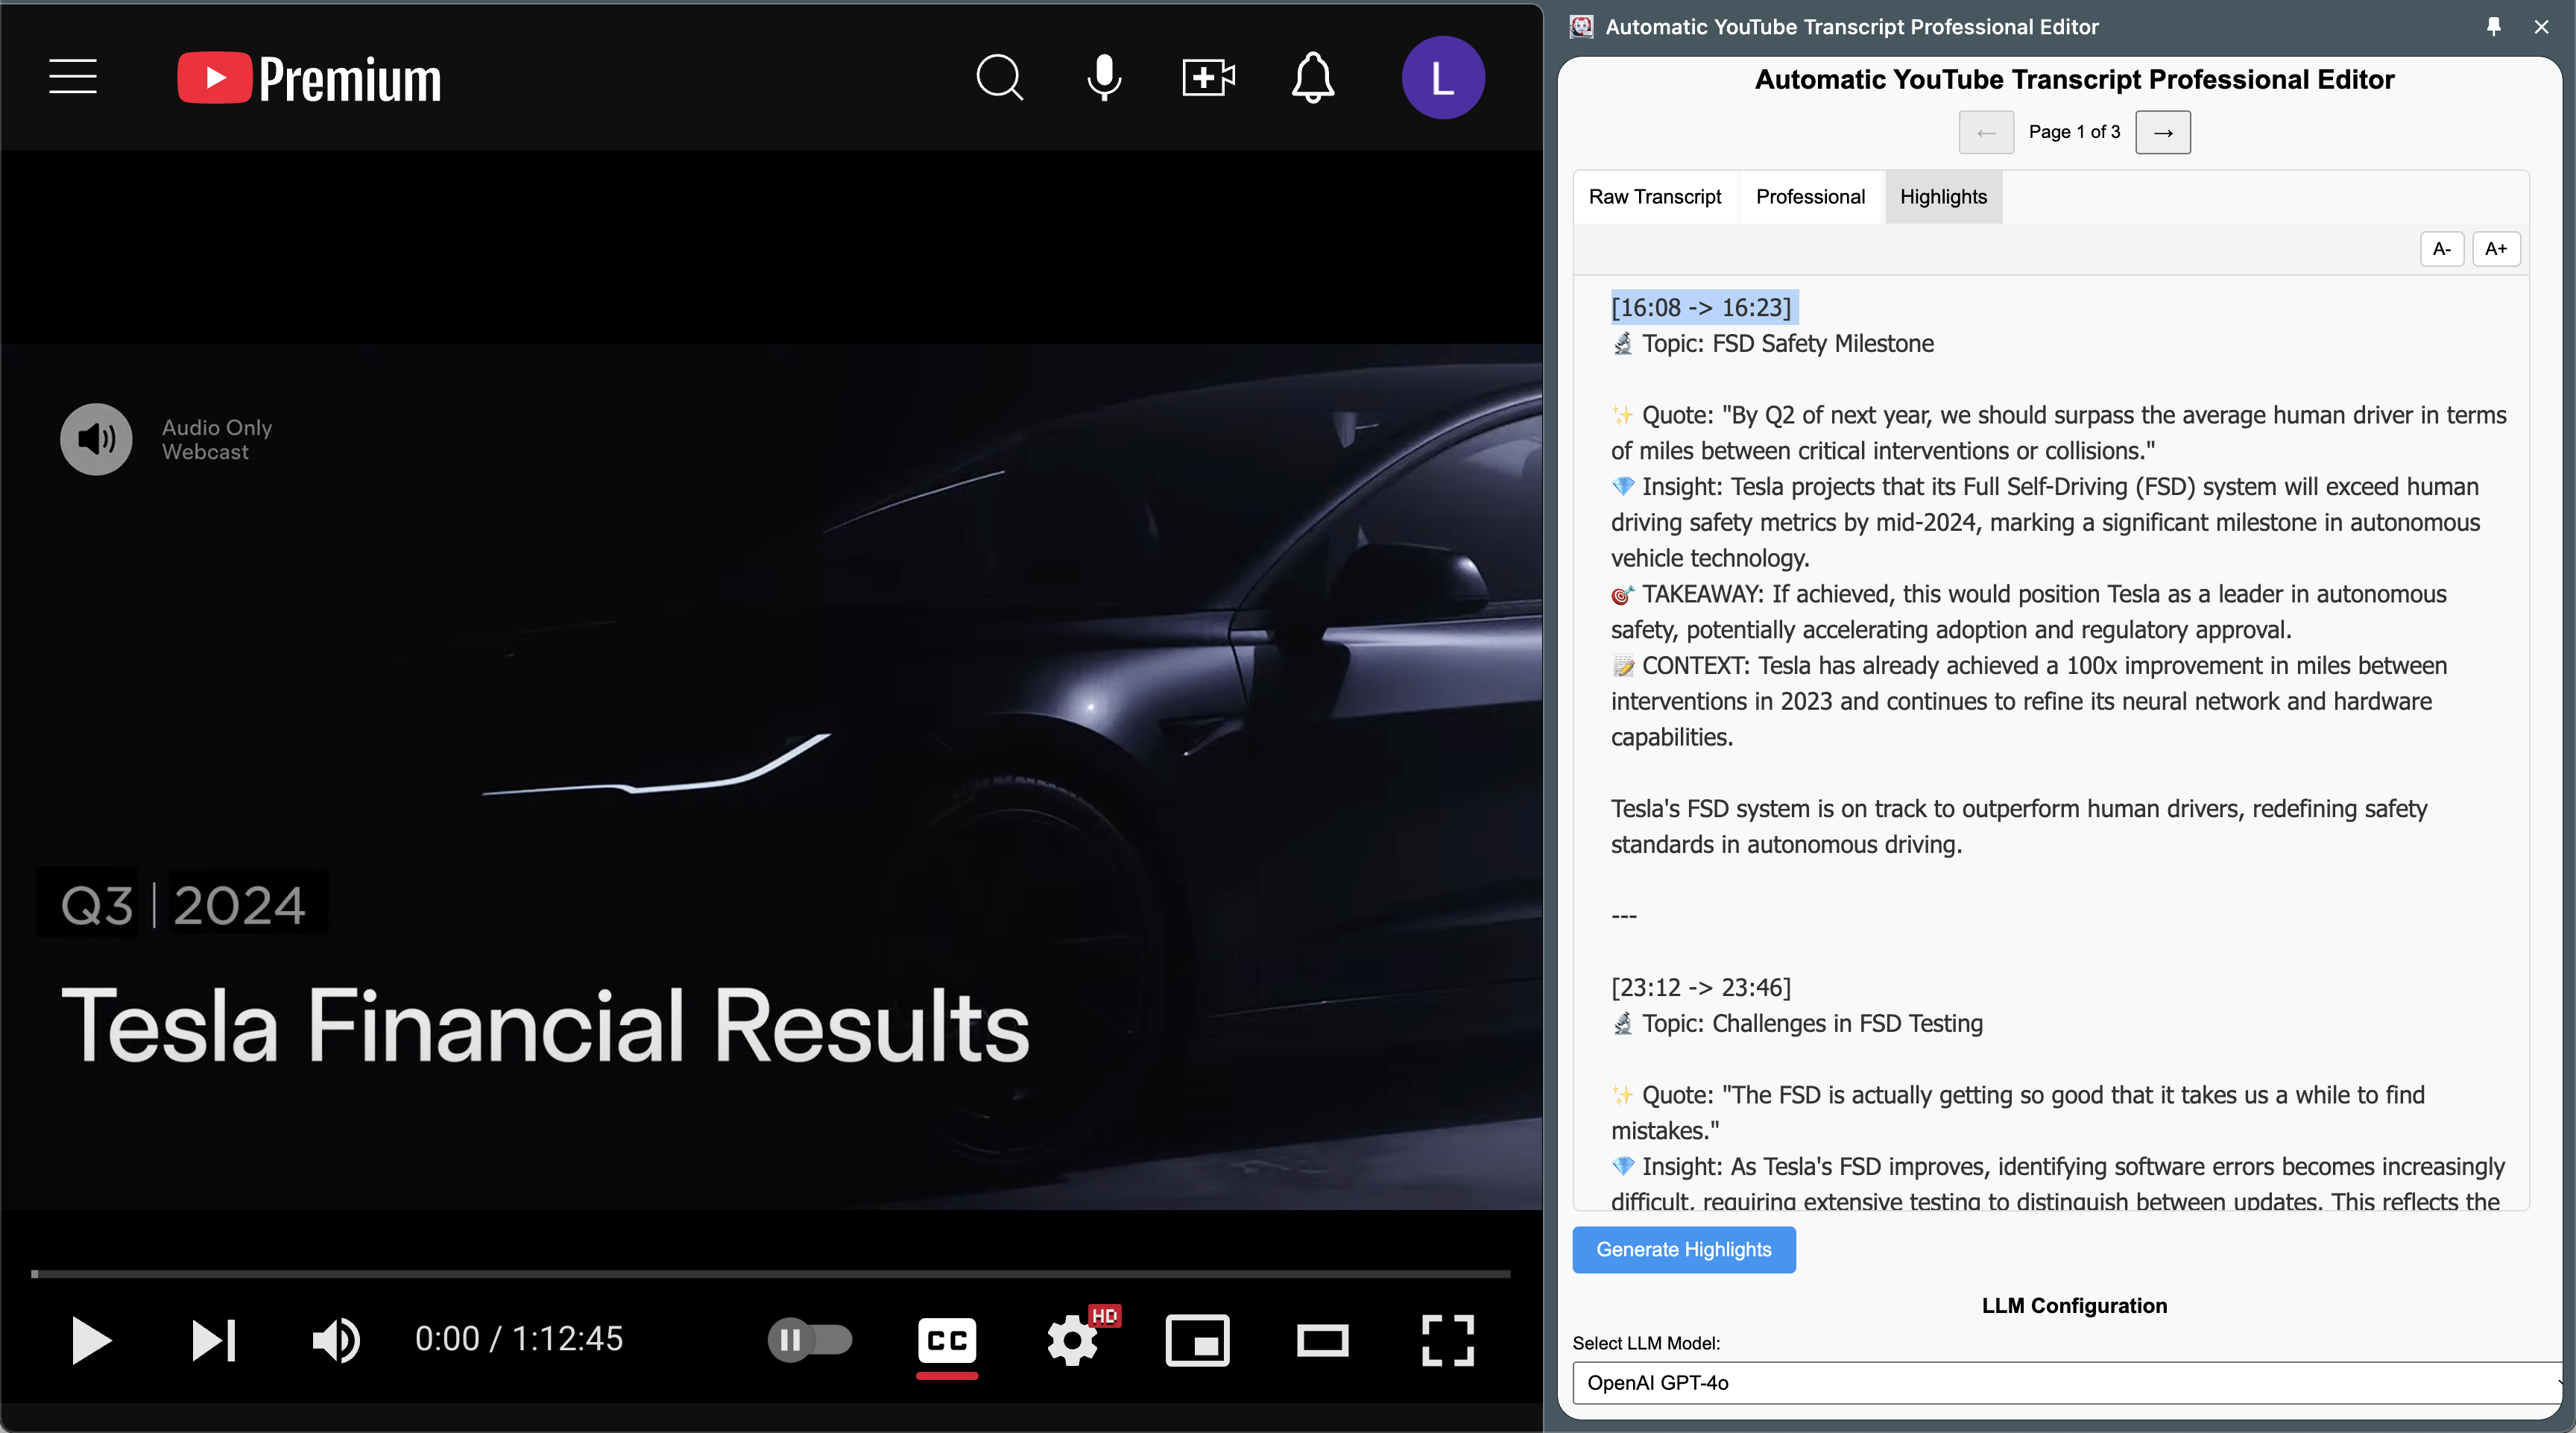 Premium
L
Audio Only
Webcast
Q3 | 2024
Tesla Financial Results
0:00 / 1:12:45
CC
HD
Automatic YouTube Transcript Professional Editor
Automatic YouTube Transcript Professional Editor
← Page 1 of 3 →
Raw Transcript Professional Highlights
A- A+
[16:08 -> 16:23]
🔬 Topic: FSD Safety Milestone
✨ Quote: "By Q2 of next year, we should surpass the average human driver in terms
of miles between critical interventions or collisions."
💎 Insight: Tesla projects that its Full Self-Driving (FSD) system will exceed human
driving safety metrics by mid-2024, marking a significant milestone in autonomous
vehicle technology.
🎯 TAKEAWAY: If achieved, this would position Tesla as a leader in autonomous
safety, potentially accelerating adoption and regulatory approval.
📝 CONTEXT: Tesla has already achieved a 100x improvement in miles between
interventions in 2023 and continues to refine its neural network and hardware
capabilities.
Tesla's FSD system is on track to outperform human drivers, redefining safety
standards in autonomous driving.
---
[23:12 -> 23:46]
🔬 Topic: Challenges in FSD Testing
✨ Quote: "The FSD is actually getting so good that it takes us a while to find
mistakes."
💎 Insight: As Tesla's FSD improves, identifying software errors becomes increasingly
difficult, requiring extensive testing to distinguish between updates. This reflects the
Generate Highlights
LLM Configuration
Select LLM Model:
OpenAI GPT-4o